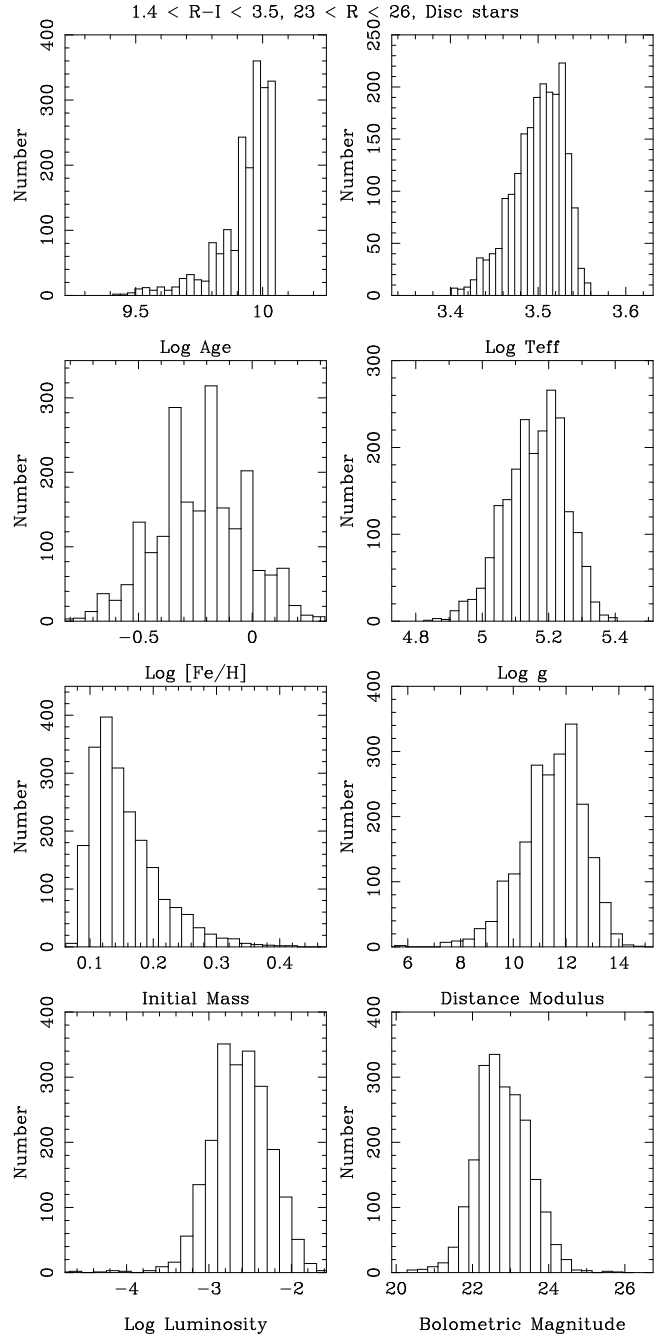 1.4 < R−I < 3.5, 23 < R < 26, Disc stars
Number
0 100 200 300 400
9.5 10
Log Age
Number
0 50 100 150 200 250
3.4 3.5 3.6
Log Teff
Number
0 100 200 300
−0.5 0
Log [Fe/H]
Number
0 100 200 300
4.8 5 5.2 5.4
Log g
Number
0 100 200 300 400
0.1 0.2 0.3 0.4
Initial Mass
Number
0 100 200 300 400
6 8 10 12 14
Distance Modulus
Number
0 100 200 300 400
−4 −3 −2
Log Luminosity
Number
0 100 200 300 400
20 22 24 26
Bolometric Magnitude